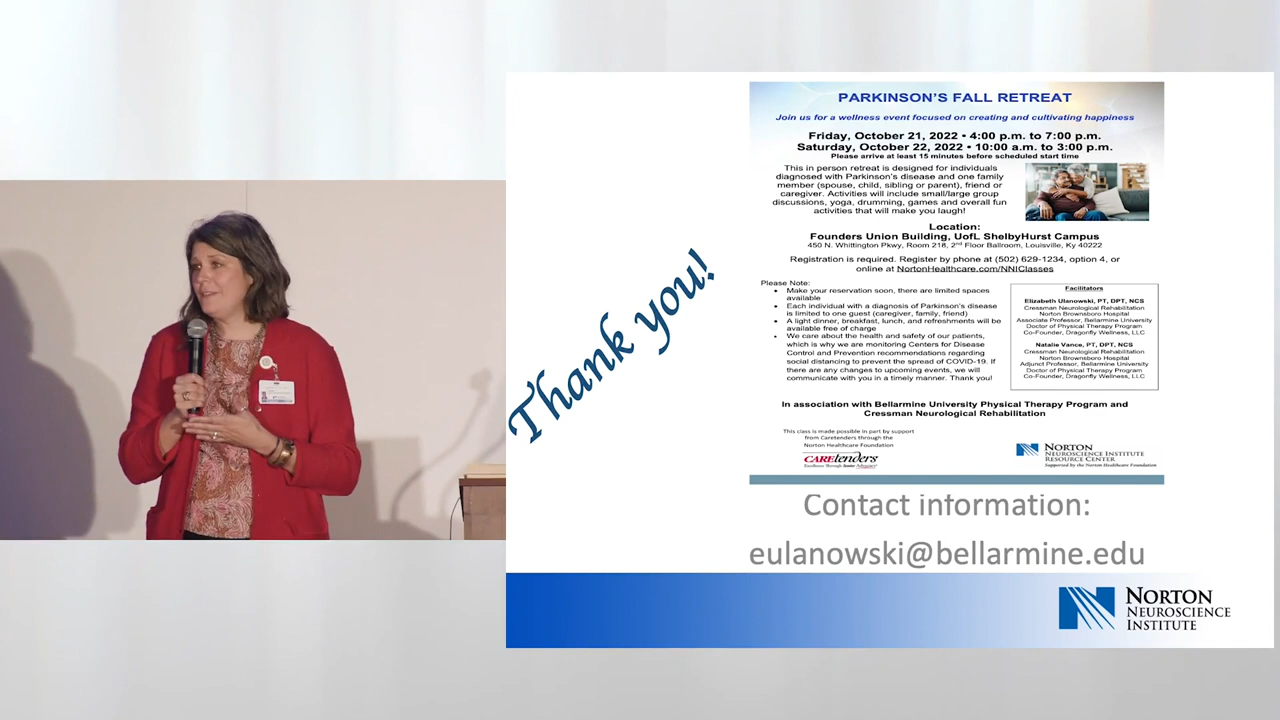 Thank you!
PARKINSON'S FALL RETREAT
Join us for a wellness event focused on creating and cultivating happiness
Friday, October 21, 2022 • 4:00 p.m. to 7:00 p.m.
Saturday, October 22, 2022 • 10:00 a.m. to 3:00 p.m.
Please arrive at least 15 minutes before scheduled start time
This in person retreat is designed for individuals
diagnosed with Parkinson's disease and one family
member (spouse, child, sibling or parent), friend or
caregiver. Activities will include small/large group
discussions, yoga, drumming, games and overall fun
activities that will make you laugh!
Location:
Founders Union Building, UofL ShelbyHurst Campus
450 N. Whittington Pkwy, Room 218, 2nd Floor Ballroom, Louisville, Ky 40222
Registration is required. Register by phone at (502) 629-1234, option 4, or
online at NortonHealthcare.com/NNIClasses
Please Note:
• Make your reservation soon, there are limited spaces
available
• Each individual with a diagnosis of Parkinson's disease
is limited to one guest (caregiver, family, friend)
• A light dinner, breakfast, lunch, and refreshments will be
available free of charge
• We care about the health and safety of our patients,
which is why we are monitoring Centers for Disease
Control and Prevention recommendations regarding
social distancing to prevent the spread of COVID-19. If
there are any changes to upcoming events, we will
communicate with you in a timely manner. Thank you!
Facilitators
Elizabeth Ulanowski, PT, DPT, NCS
Cressman Neurological Rehabilitation
Norton Brownsboro Hospital
Associate Professor, Bellarmine University
Doctor of Physical Therapy Program
Co-Founder, Dragonfly Wellness, LLC
Natalie Vance, PT, DPT, NCS
Cressman Neurological Rehabilitation
Norton Brownsboro Hospital
Adjunct Professor, Bellarmine University
Doctor of Physical Therapy Program
Co-Founder, Dragonfly Wellness, LLC
In association with Bellarmine University Physical Therapy Program and
Cressman Neurological Rehabilitation
This class is made possible in part by support
from Caretenders through the
Norton Healthcare Foundation
CAREtenders
Excellence Through Senior Advocacy
NORTON
NEUROSCIENCE INSTITUTE
RESOURCE CENTER
Supported by the Norton Healthcare Foundation
Contact information:
eulanowski@bellarmine.edu
NORTON
NEUROSCIENCE
INSTITUTE